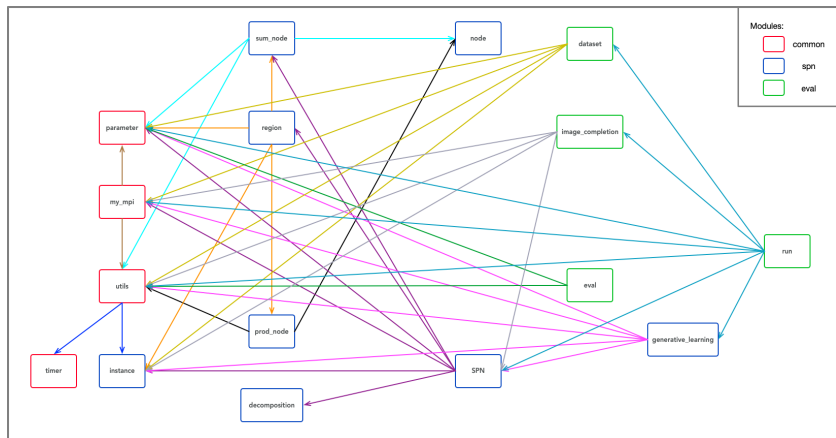 sum_node
node
dataset
Modules:
common
spn
eval
parameter
region
image_completion
my_mpi
run
utils
eval
prod_node
generative_learning
timer
instance
SPN
decomposition